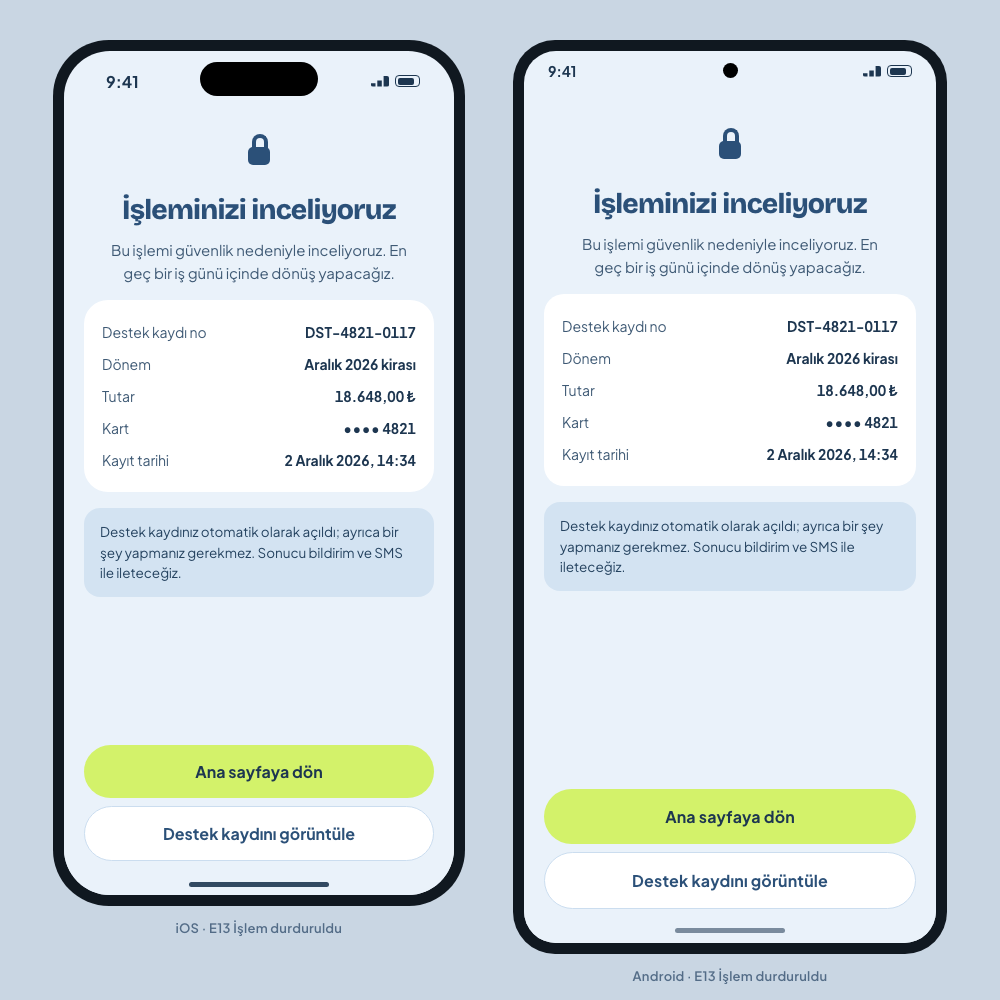 9:41
İşleminizi inceliyoruz
Bu işlemi güvenlik nedeniyle inceliyoruz. En
geç bir iş günü içinde dönüş yapacağız.
Destek kaydı no DST-4821-0117
Dönem Aralık 2026 kirası
Tutar 18.648,00 ₺
Kart •••• 4821
Kayıt tarihi 2 Aralık 2026, 14:34
Destek kaydınız otomatik olarak açıldı; ayrıca bir
şey yapmanız gerekmez. Sonucu bildirim ve SMS
ile ileteceğiz.
Ana sayfaya dön
Destek kaydını görüntüle
iOS · E13 İşlem durduruldu
9:41
İşleminizi inceliyoruz
Bu işlemi güvenlik nedeniyle inceliyoruz. En
geç bir iş günü içinde dönüş yapacağız.
Destek kaydı no DST-4821-0117
Dönem Aralık 2026 kirası
Tutar 18.648,00 ₺
Kart •••• 4821
Kayıt tarihi 2 Aralık 2026, 14:34
Destek kaydınız otomatik olarak açıldı; ayrıca bir şey
yapmanız gerekmez. Sonucu bildirim ve SMS ile
ileteceğiz.
Ana sayfaya dön
Destek kaydını görüntüle
Android · E13 İşlem durduruldu